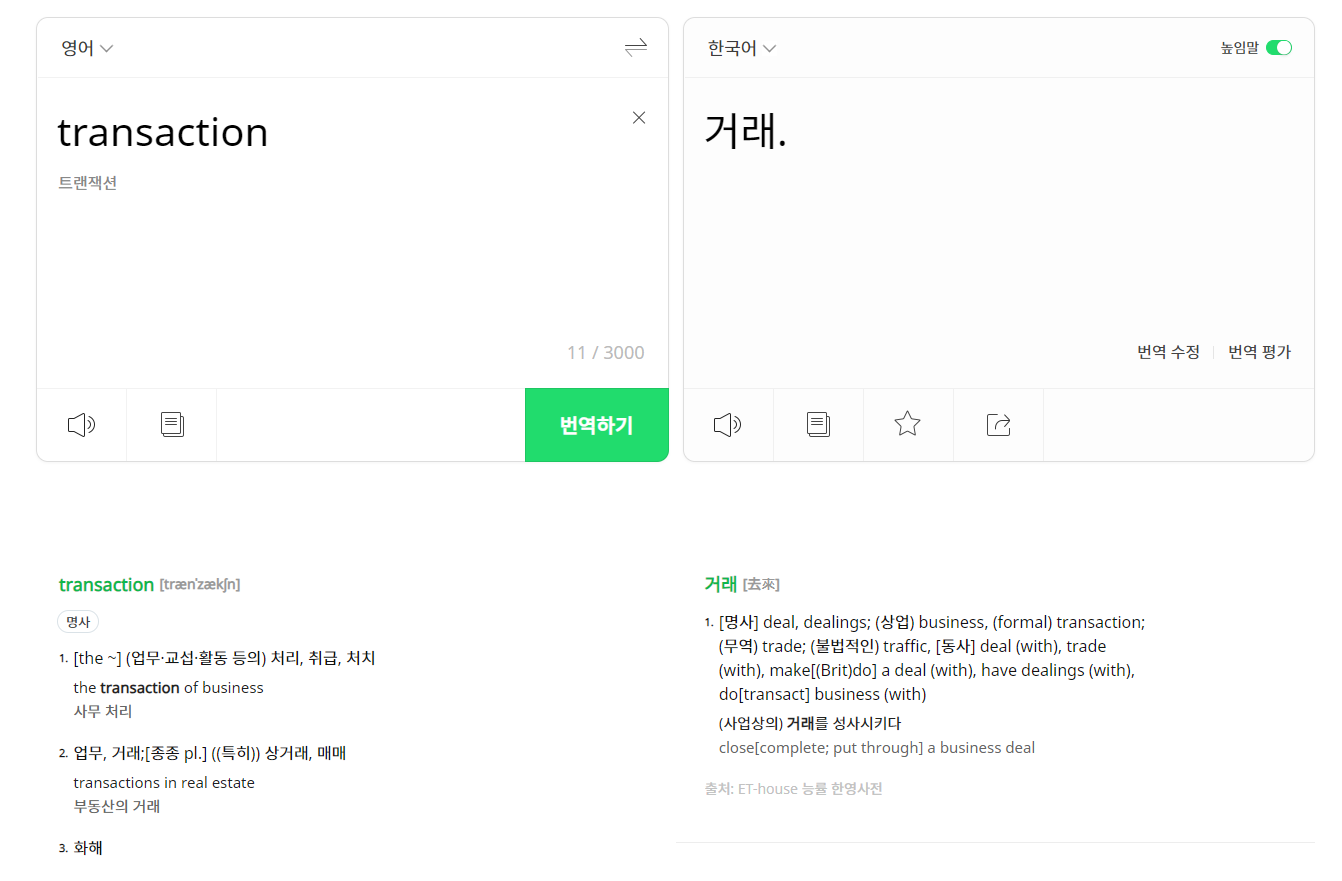 영어
transaction
트랜잭션
11 / 3000
번역하기
한국어
높임말
거래.
번역 수정
번역 평가
transaction [trænˈzækʃn]
명사
1. [the ~] (업무·교섭·활동 등의) 처리, 취급, 처치
the transaction of business
사무 처리
2. 업무, 거래;[종종 pl.] ((특히)) 상거래, 매매
transactions in real estate
부동산의 거래
3. 화해
거래 [去來]
1. [명사] deal, dealings; (상업) business, (formal) transaction;
(무역) trade; (불법적인) traffic, [동사] deal (with), trade
(with), make[(Brit)do] a deal (with), have dealings (with),
do[transact] business (with)
(사업상의) 거래를 성사시키다
close[complete; put through] a business deal
출처: ET-house 능률 한영사전